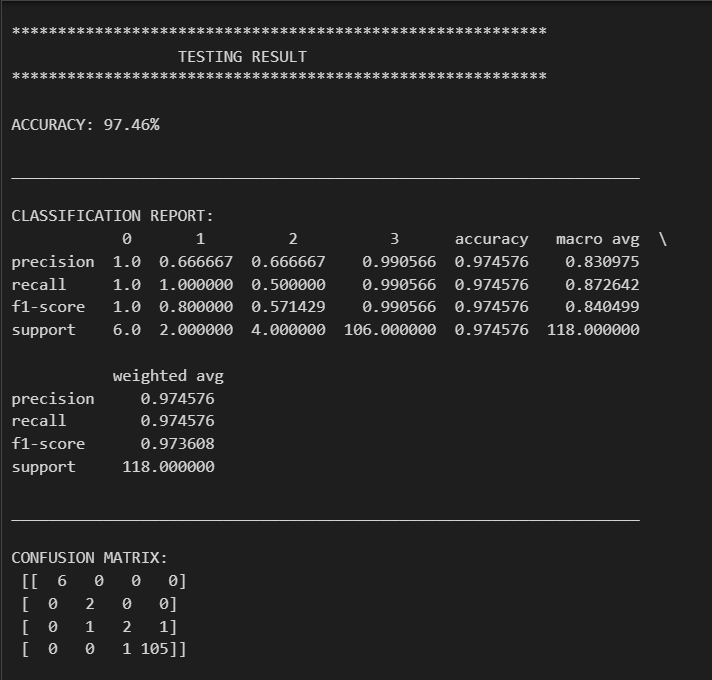 **********************************************************
TESTING RESULT
**********************************************************
ACCURACY: 97.46%
____________________________________________________________________
CLASSIFICATION REPORT:
0 1 2 3 accuracy macro avg \
precision 1.0 0.666667 0.666667 0.990566 0.974576 0.830975
recall 1.0 1.000000 0.500000 0.990566 0.974576 0.872642
f1-score 1.0 0.800000 0.571429 0.990566 0.974576 0.840499
support 6.0 2.000000 4.000000 106.000000 0.974576 118.000000
weighted avg
precision 0.974576
recall 0.974576
f1-score 0.973608
support 118.000000
____________________________________________________________________
CONFUSION MATRIX:
[[ 6 0 0 0]
[ 0 2 0 0]
[ 0 1 2 1]
[ 0 0 1 105]]